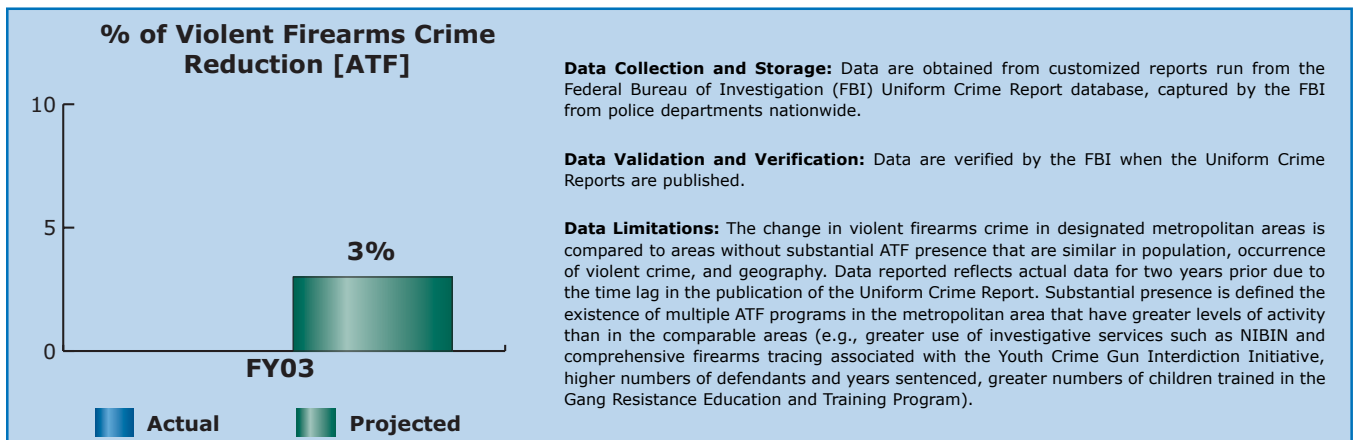 % of Violent Firearms Crime
Reduction [ATF]
10
5
0
3%
FY03
Actual
Projected
Data Collection and Storage: Data are obtained from customized reports run from the
Federal Bureau of Investigation (FBI) Uniform Crime Report database, captured by the FBI
from police departments nationwide.
Data Validation and Verification: Data are verified by the FBI when the Uniform Crime
Reports are published.
Data Limitations: The change in violent firearms crime in designated metropolitan areas is
compared to areas without substantial ATF presence that are similar in population, occurrence
of violent crime, and geography. Data reported reflects actual data for two years prior due to
the time lag in the publication of the Uniform Crime Report. Substantial presence is defined the
existence of multiple ATF programs in the metropolitan area that have greater levels of activity
than in the comparable areas (e.g., greater use of investigative services such as NIBIN and
comprehensive firearms tracing associated with the Youth Crime Gun Interdiction Initiative,
higher numbers of defendants and years sentenced, greater numbers of children trained in the
Gang Resistance Education and Training Program).